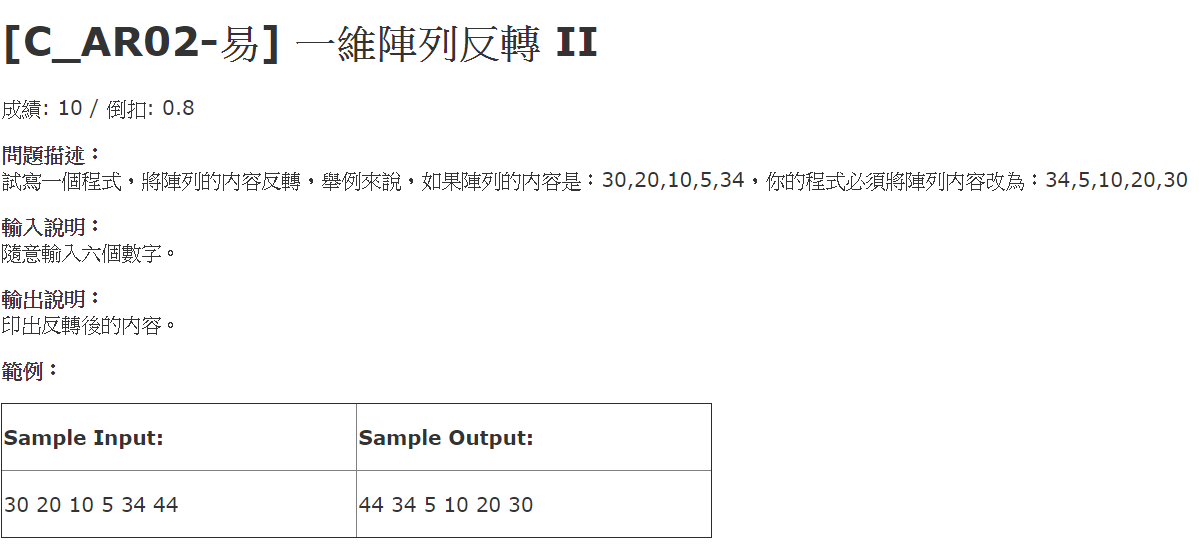 [C_AR02-易] 一維陣列反轉 II
成績: 10 / 倒扣: 0.8
問題描述：
試寫一個程式，將陣列的內容反轉，舉例來說，如果陣列的內容是：30,20,10,5,34，你的程式必須將陣列內容改為：34,5,10,20,30
輸入說明：
隨意輸入六個數字。
輸出說明：
印出反轉後的內容。
範例：
Sample Input: Sample Output:
30 20 10 5 34 44 44 34 5 10 20 30